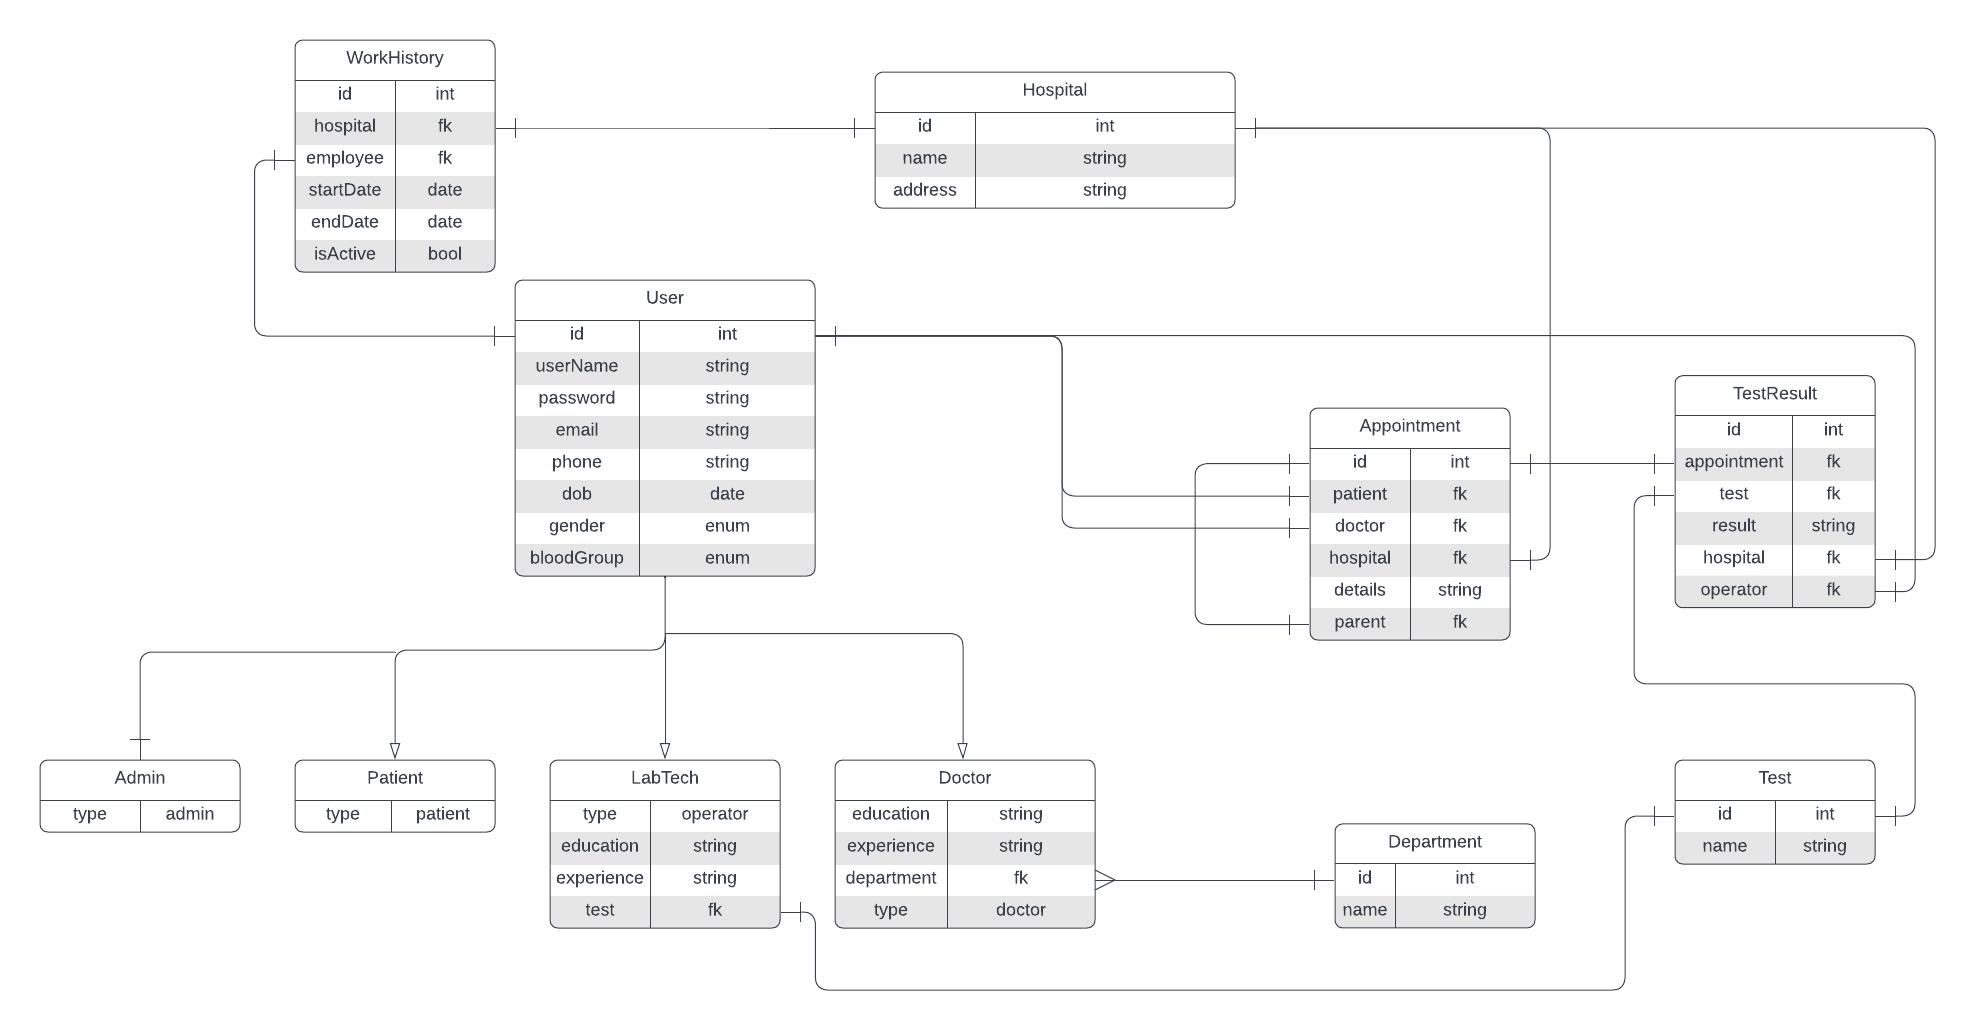 WorkHistory
id int
hospital fk
employee fk
startDate date
endDate date
isActive bool
Hospital
id int
name string
address string
User
id int
userName string
password string
email string
phone string
dob date
gender enum
bloodGroup enum
Appointment
id int
patient fk
doctor fk
hospital fk
details string
parent fk
TestResult
id int
appointment fk
test fk
result string
hospital fk
operator fk
Admin
type admin
Patient
type patient
LabTech
type operator
education string
experience string
test fk
Doctor
education string
experience string
department fk
type doctor
Department
id int
name string
Test
id int
name string